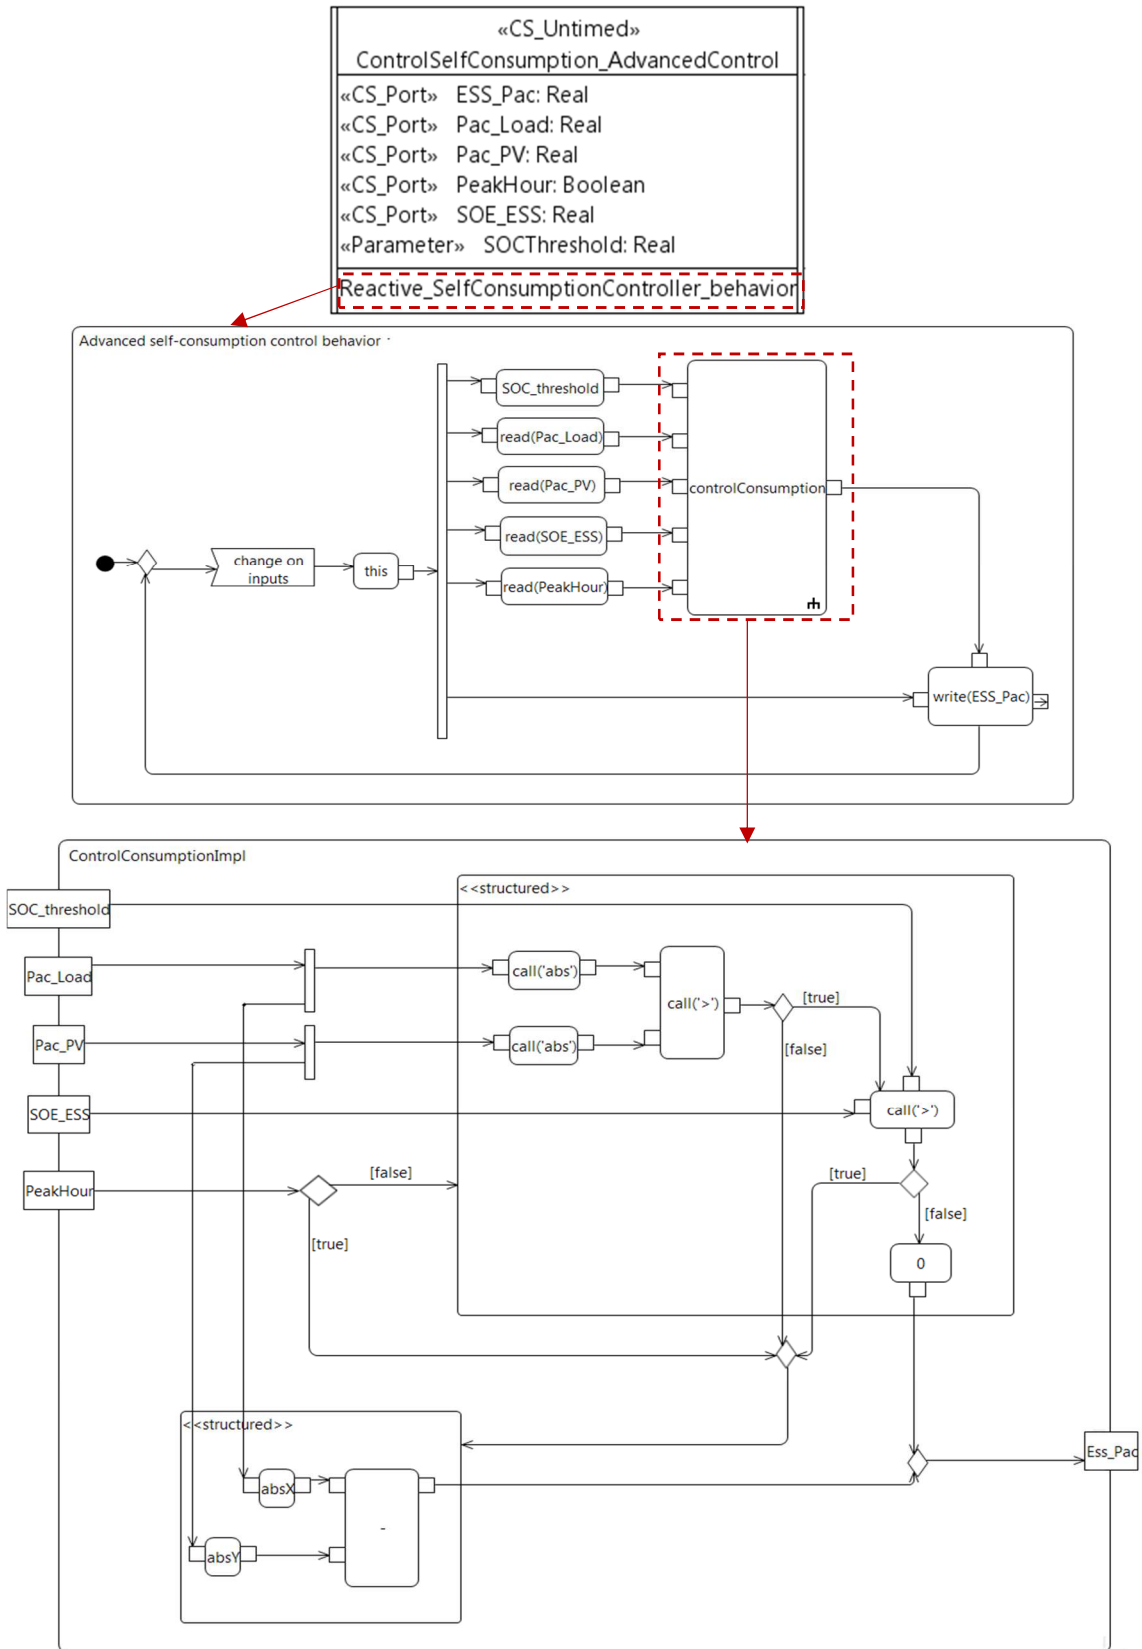 «CS_Untimed»
ControlSelfConsumption_AdvancedControl
«CS_Port» ESS_Pac: Real
«CS_Port» Pac_Load: Real
«CS_Port» Pac_PV: Real
«CS_Port» PeakHour: Boolean
«CS_Port» SOE_ESS: Real
«Parameter» SOCThreshold: Real
Reactive_SelfConsumptionController_behavior
Advanced self-consumption control behavior
SOC_threshold
read(Pac_Load)
read(Pac_PV)
controlConsumption
read(SOE_ESS)
change on
inputs
this
read(PeakHour)
write(ESS_Pac)
ControlConsumptionImpl
<<structured>>
SOC_threshold
Pac_Load
call('abs')
call('>')
[true]
Pac_PV
call('abs')
[false]
SOE_ESS
call('>')
PeakHour
[false]
[true]
[false]
[true]
0
<<structured>>
Ess_Pac
absX
-
absY